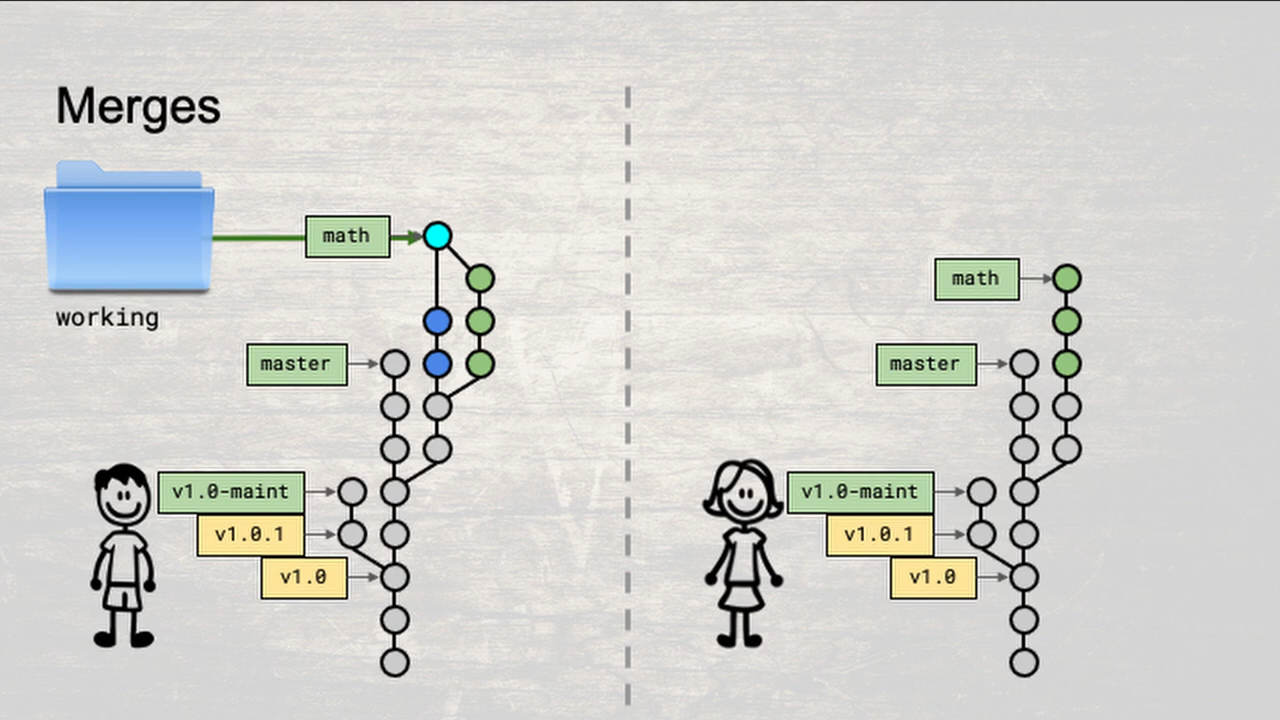 Merges
math
working
master
v1.0-maint
v1.0.1
v1.0
math
master
v1.0-maint
v1.0.1
v1.0